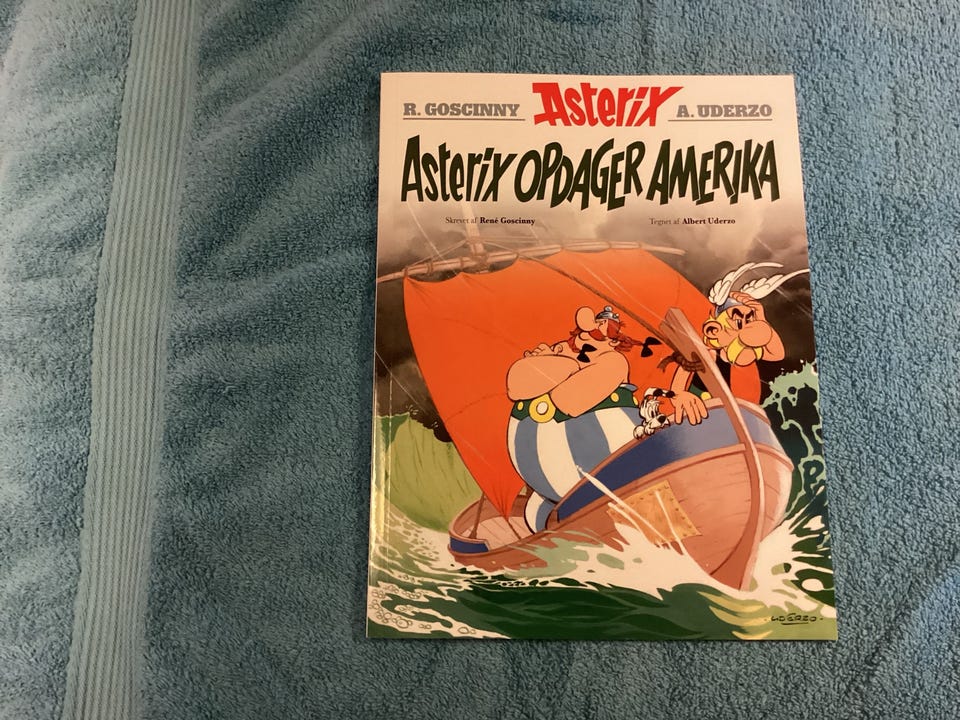 R. GOSCINNY Asterix A. UDERZO
Asterix OPDAGER AMERIKA
Skrevet af René Goscinny Tegnet af Albert Uderzo
UDERZO